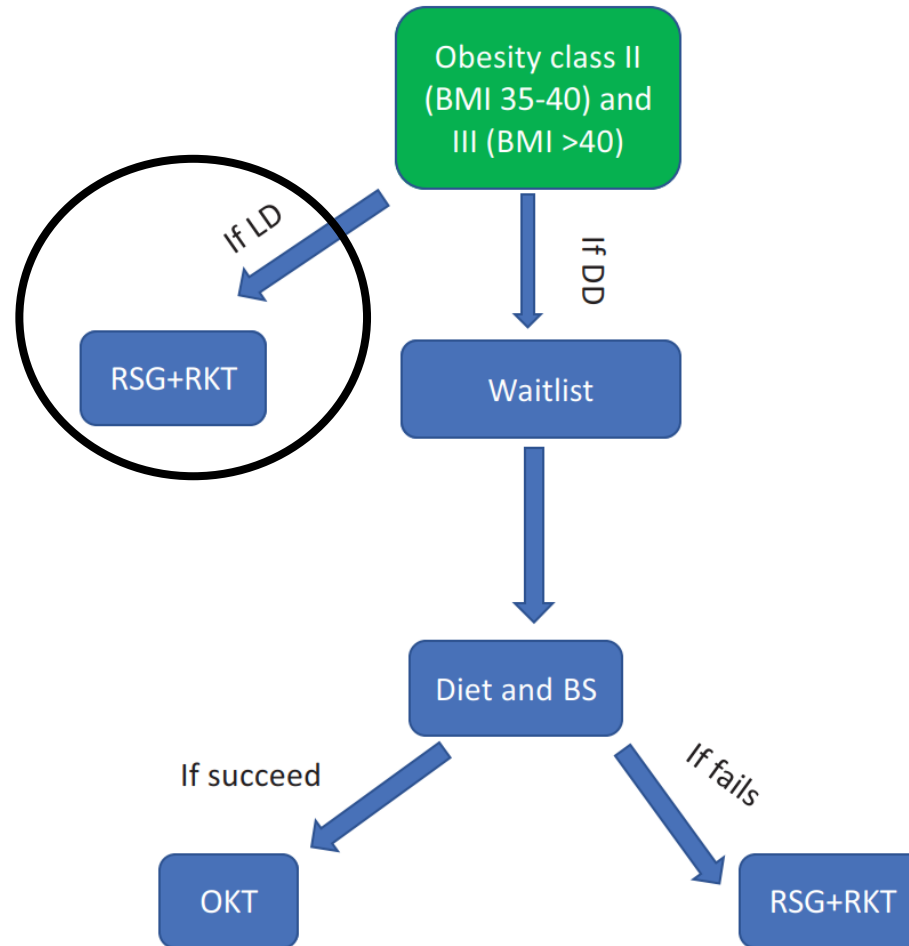 Obesity class II
(BMI 35-40) and
III (BMI >40)
If LD
If DD
RSG+RKT
Waitlist
Diet and BS
If succeed
If fails
OKT
RSG+RKT